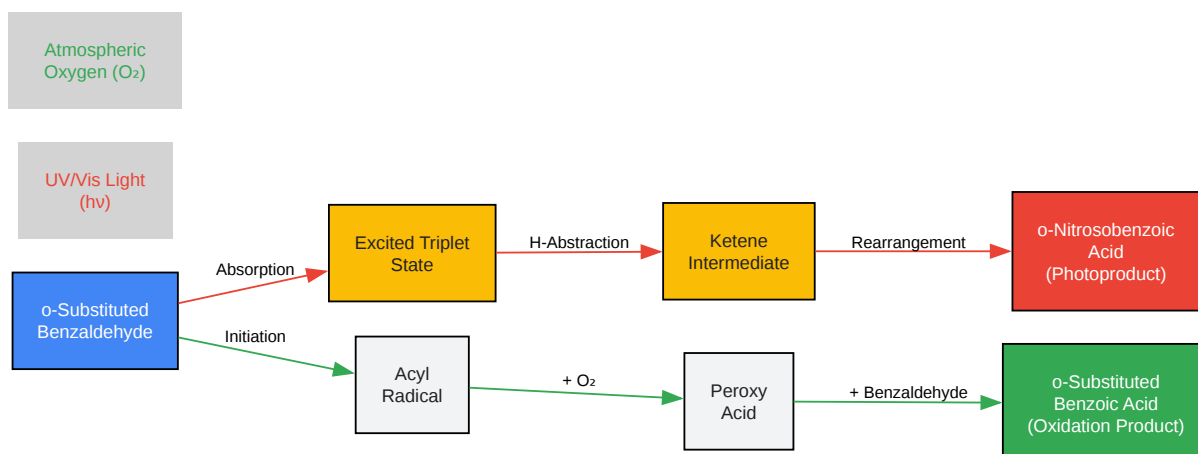 Atmospheric
Oxygen (O₂)
UV/Vis Light
(hν)
o-Substituted
Benzaldehyde
Absorption
Initiation
Excited Triplet
State
H-Abstraction
Ketene
Intermediate
Rearrangement
o-Nitrosobenzoic
Acid
(Photoproduct)
Acyl
Radical
+ O₂
Peroxy
Acid
+ Benzaldehyde
o-Substituted
Benzoic Acid
(Oxidation Product)